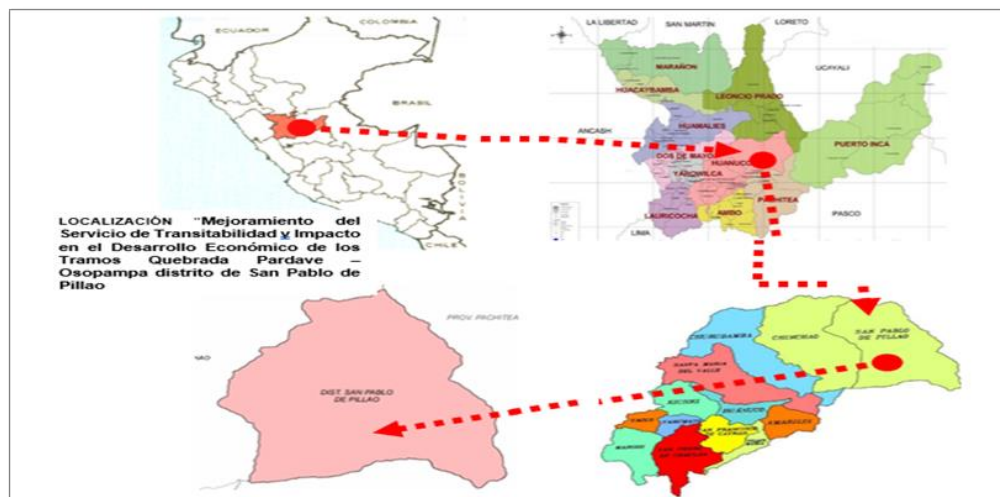 COLOMBIA
ECUADOR
BRASIL
BOLIVIA
CHILE
LOCALIZACIÓN "Mejoramiento del
Servicio de Transitabilidad y Impacto
en el Desarrollo Económico de los
Tramos Quebrada Pardave –
Osopampa distrito de San Pablo de
Pillao
LA LIBERTAD
SAN MARTIN
LORETO
UCAYALI
MARAÑON
HUACAYBAMBA
LEONCIO PRADO
HUAMALIES
ANCASH
PUERTO INCA
DOS DE MAYO
HUANUCO
YAROWILCA
PACHITEA
LAURICOCHA
AMBO
PASCO
LIMA
PROV. PACHITEA
DIST. SAN PABLO
DE PILLAO
CHURUBAMBA
CHINCHAO
SAN PABLO
DE PILLAO
SANTA MARIA
DEL VALLE
HUANUCO
AMARILIS